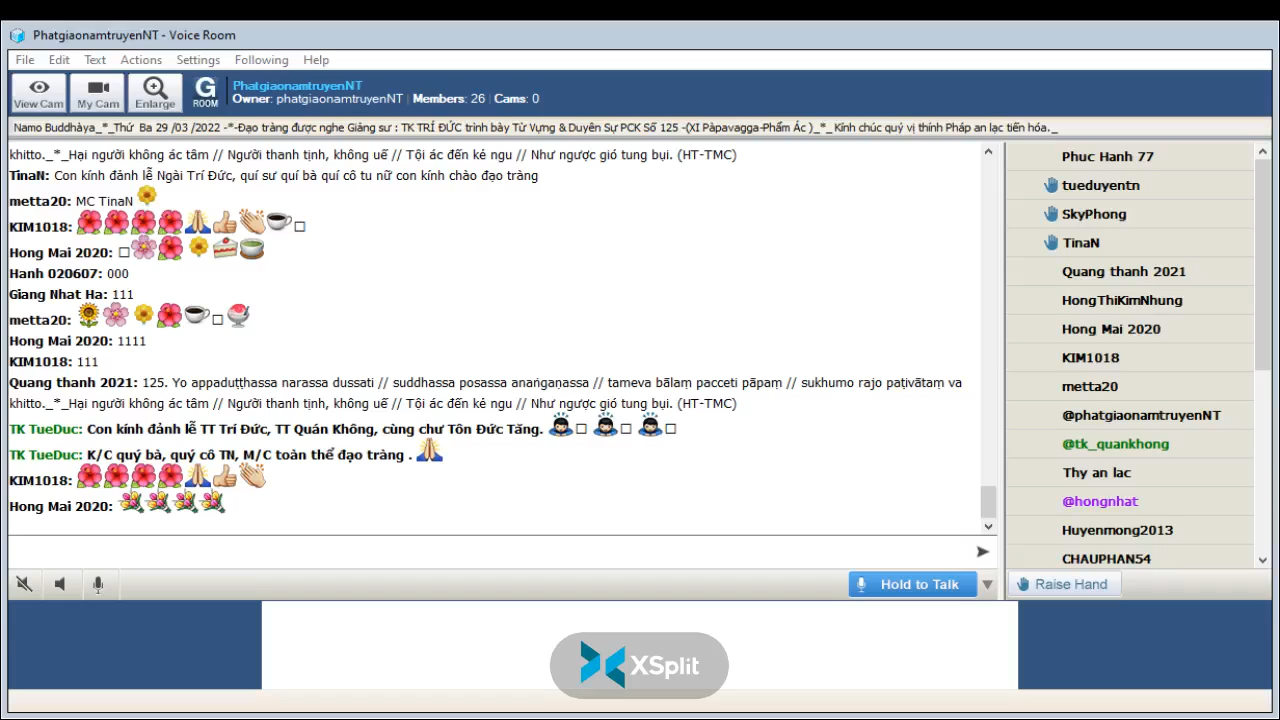 PhatgiaonamtruyenNT - Voice Room
File Edit Text Actions Settings Following Help
View Cam My Cam Enlarge G ROOM PhatgiaonamtruyenNT
Owner: phatgiaonamtruyenNT | Members: 26 | Cams: 0
Namo Buddhàya_*_Thứ Ba 29 /03 /2022 -*-Đạo tràng được nghe Giảng sư : TK TRÍ ĐỨC trình bày Từ Vựng & Duyên Sự PCK Số 125 -(XI Pàpavagga-Phẩm Ác )_*_ Kính chúc quý vị thính Pháp an lạc tiến hóa._
khitto._*_Hại người không ác tâm // Người thanh tịnh, không uế // Tội ác đến kẻ ngu // Như ngược gió tung bụi. (HT-TMC)
TinaN: Con kính đảnh lễ Ngài Trí Đức, quí sư quí bà quí cô tu nữ con kính chào đạo tràng
metta20: MC TinaN
KIM1018:
Hong Mai 2020:
Hanh 020607: 000
Giang Nhat Ha: 111
metta20:
Hong Mai 2020: 1111
KIM1018: 111
Quang thanh 2021: 125. Yo appaduṭṭhassa narassa dussati // suddhassa posassa anaṅgaṇassa // tameva bālaṃ pacceti pāpaṃ // sukhumo rajo paṭivātaṃ va
khitto._*_Hại người không ác tâm // Người thanh tịnh, không uế // Tội ác đến kẻ ngu // Như ngược gió tung bụi. (HT-TMC)
TK TueDuc: Con kính đảnh lễ TT Trí Đức, TT Quán Không, cùng chư Tôn Đức Tăng.
TK TueDuc: K/C quý bà, quý cô TN, M/C toàn thể đạo tràng .
KIM1018:
Hong Mai 2020:
Hold to Talk
Phuc Hanh 77
tueduyentn
SkyPhong
TinaN
Quang thanh 2021
HongThiKimNhung
Hong Mai 2020
KIM1018
metta20
@phatgiaonamtruyenNT
@tk_quankhong
Thy an lac
@hongnhat
Huyenmong2013
CHAUPHAN54
Raise Hand
XSplit